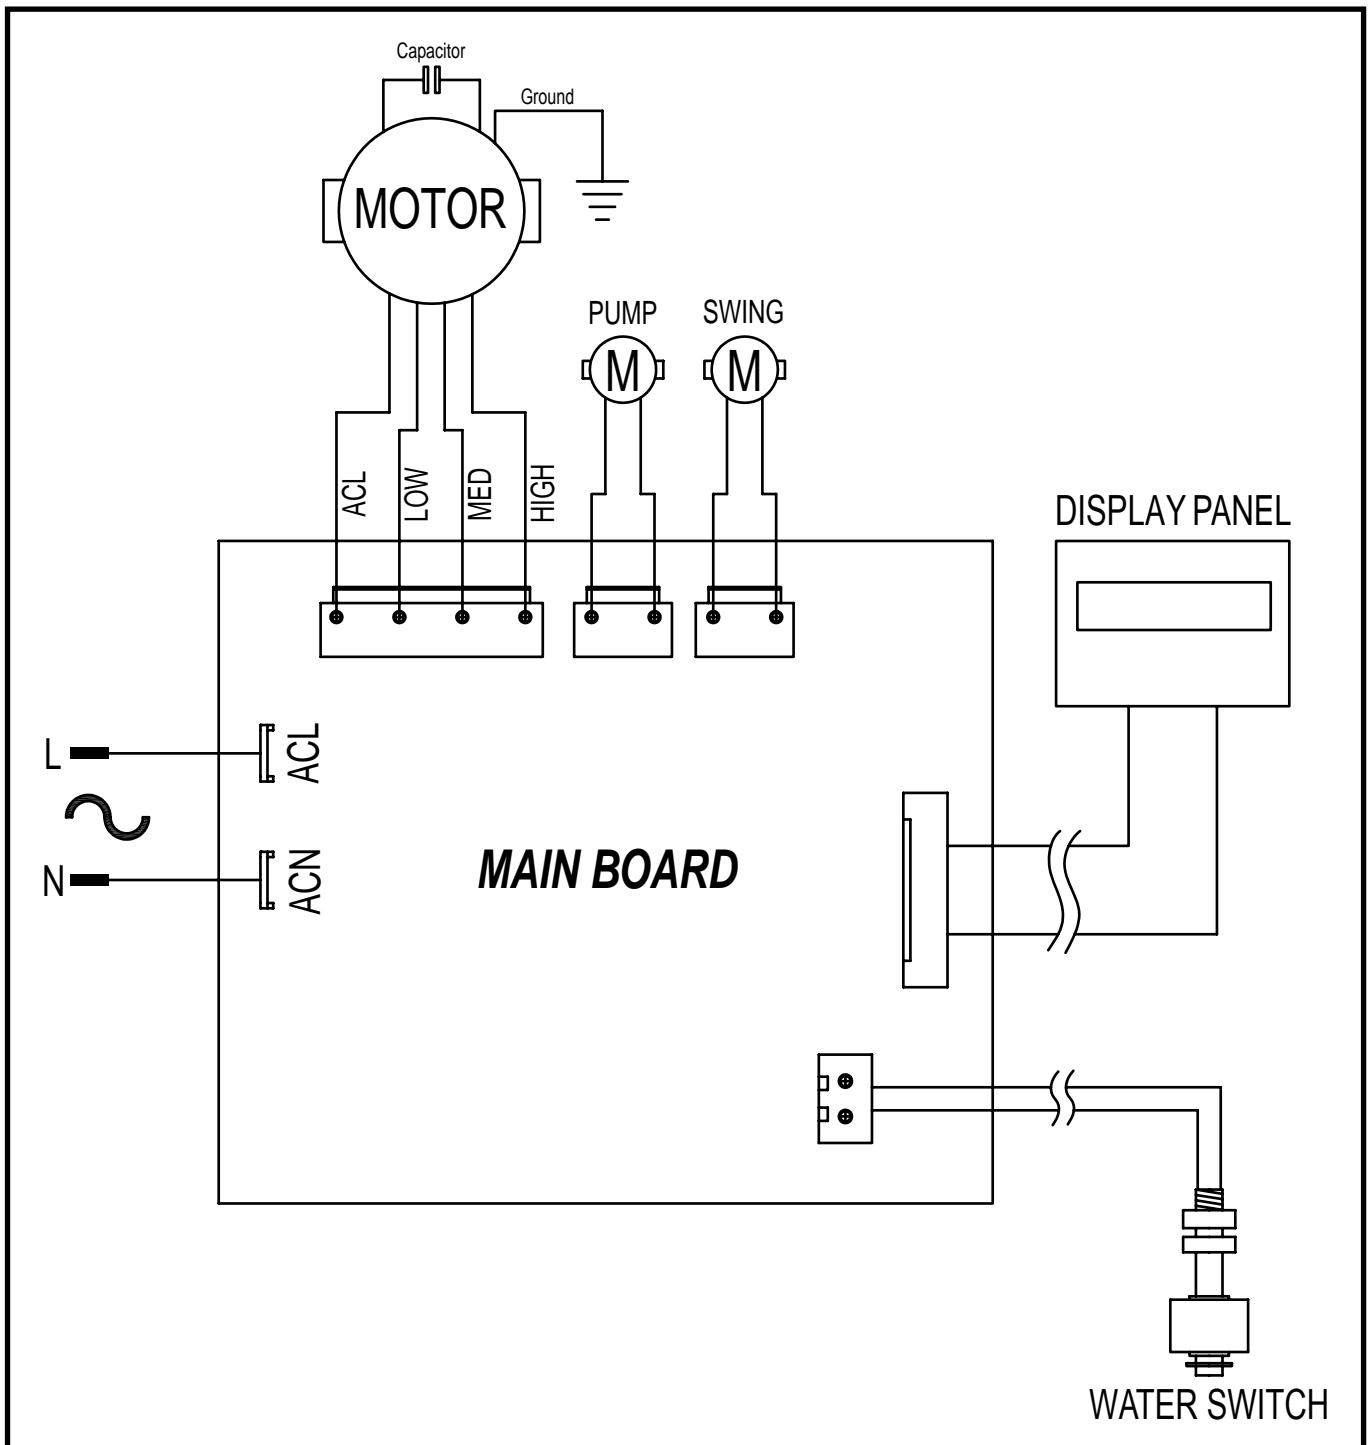 Capacitor
Ground
MOTOR
PUMP
SWING
M
M
ACL
LOW
MED
HIGH
DISPLAY PANEL
L
ACL
N
ACN
MAIN BOARD
WATER SWITCH